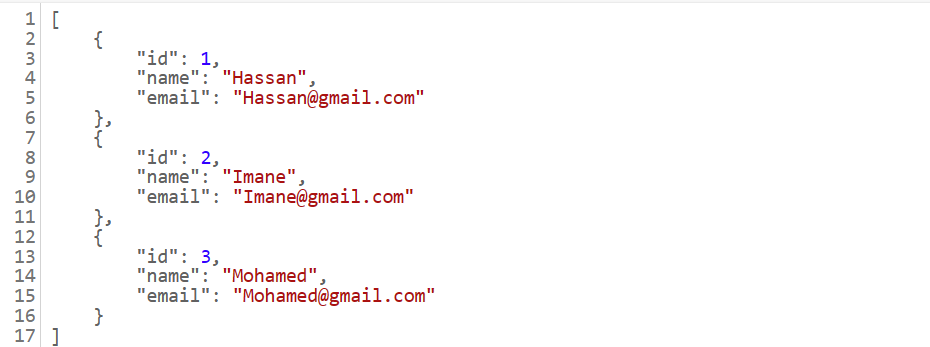 1 [
2     {
3         "id": 1,
4         "name": "Hassan",
5         "email": "Hassan@gmail.com"
6     },
7     {
8         "id": 2,
9         "name": "Imane",
10         "email": "Imane@gmail.com"
11     },
12     {
13         "id": 3,
14         "name": "Mohamed",
15         "email": "Mohamed@gmail.com"
16     }
17 ]